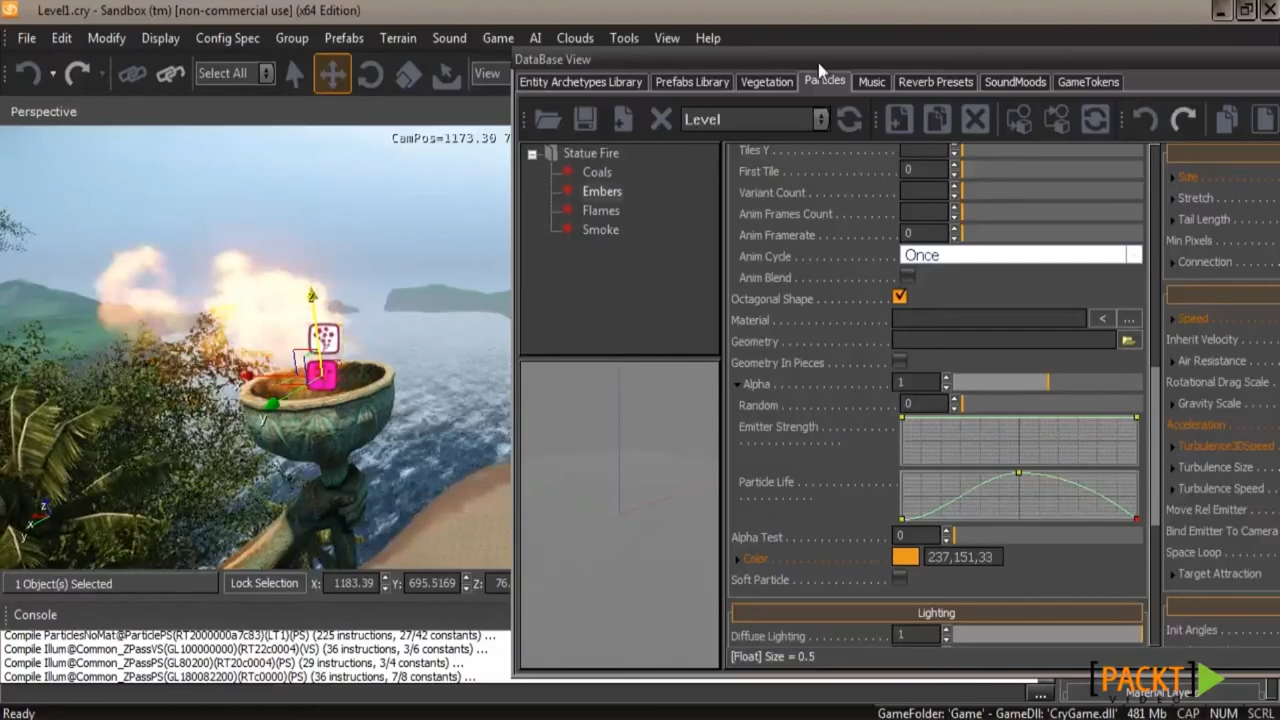 Level1.cry - Sandbox (tm) [non-commercial use] (x64 Edition)
File Edit Modify Display Config Spec Group Prefabs Terrain Sound Game AI Clouds Tools View Help
DataBase View
Select All
View
Entity Archetypes Library Prefabs Library Vegetation Particles Music Reverb Presets SoundMoods GameTokens
Perspective
Level
CamPos=1173.30 7
Statue Fire
Coals
Embers
Flames
Smoke
Tiles Y
First Tile 0
Variant Count
Anim Frames Count
Anim Framerate 0
Anim Cycle Once
Anim Blend
Octagonal Shape
Material < ...
Geometry
Geometry In Pieces
Alpha 1
Random 0
Emitter Strength
Particle Life
Alpha Test 0
Color 237,151,33
Soft Particle
Lighting
Diffuse Lighting 1
[Float] Size = 0.5
Size
Stretch
Tail Length
Min Pixels
Connection
Speed
Inherit Velocity
Air Resistance
Rotational Drag Scale
Gravity Scale
Acceleration
Turbulence3DSpeed
Turbulence Size
Turbulence Speed
Move Rel Emitter
Bind Emitter To Camera
Space Loop
Target Attraction
Init Angles
z
y
z
x
y
1 Object(s) Selected Lock Selection X: 1183.39 Y: 695.5169 Z: 76.
Console
Compile ParticlesNoMat@ParticlePS(RT2000000a7c83)(LT1)(PS) (225 instructions, 27/42 constants) ...
Compile Illum@Common_ZPassVS(GL100000000)(RT22c0004)(VS) (36 instructions, 3/6 constants) ...
Compile Illum@Common_ZPassPS(GL80200)(RT20c0004)(PS) (29 instructions, 3/4 constants) ...
Compile Illum@Common_ZPassPS(GL180082200)(RTc0000)(PS) (36 instructions, 7/8 constants) ...
[PACKT]
VIDEO
... Material Layers
Ready GameFolder: 'Game' - GameDll: 'CryGame.dll' 481 Mb CAP NUM SCRL